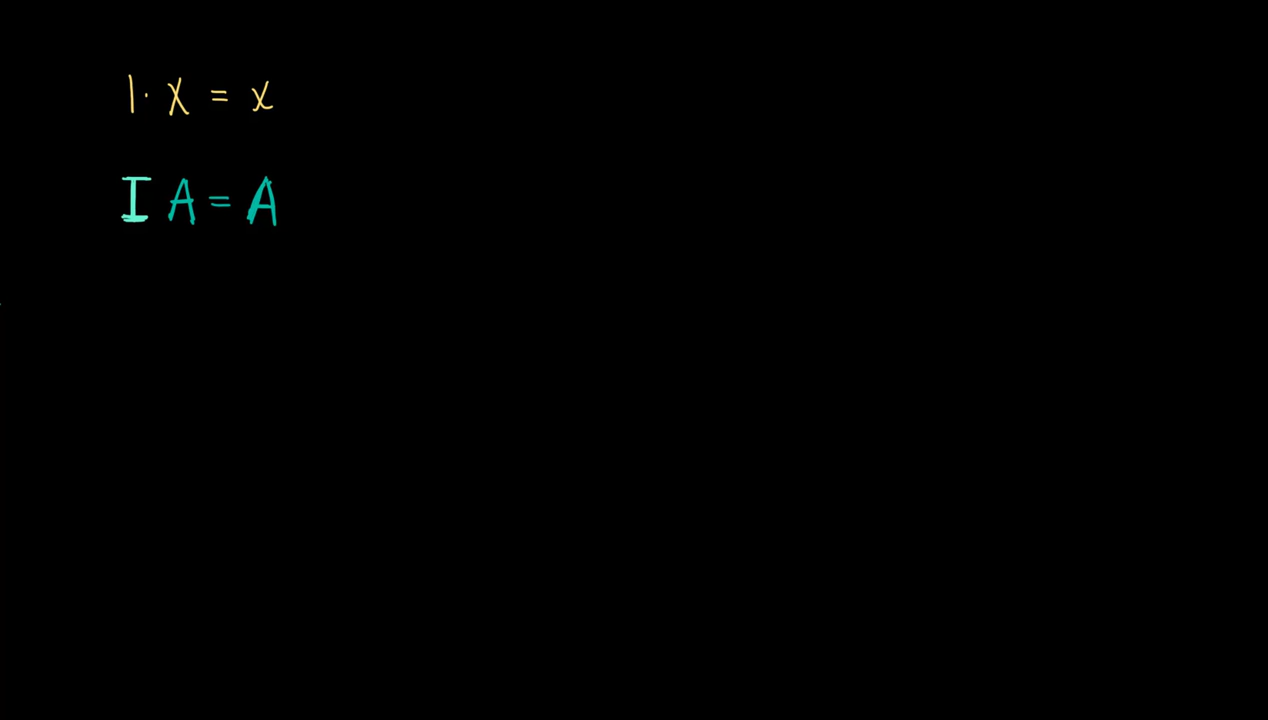 1· x = x
I A = A